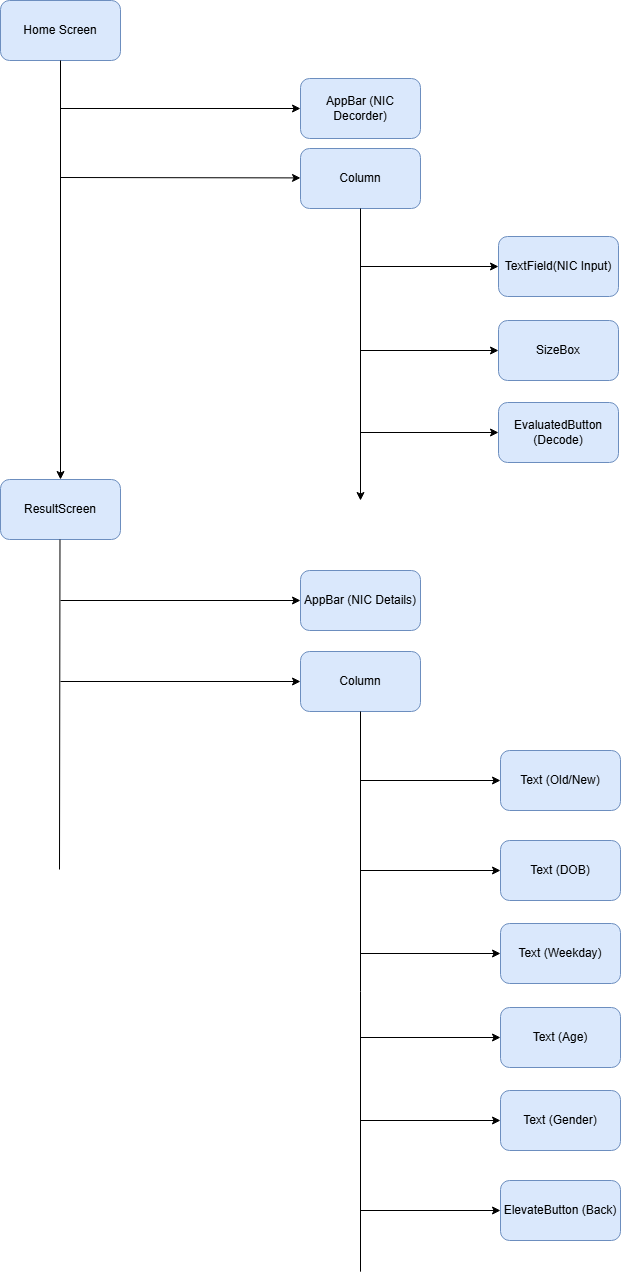 Home Screen
AppBar (NIC
Decorder)
Column
TextField(NIC Input)
SizeBox
EvaluatedButton
(Decode)
ResultScreen
AppBar (NIC Details)
Column
Text (Old/New)
Text (DOB)
Text (Weekday)
Text (Age)
Text (Gender)
ElevateButton (Back)